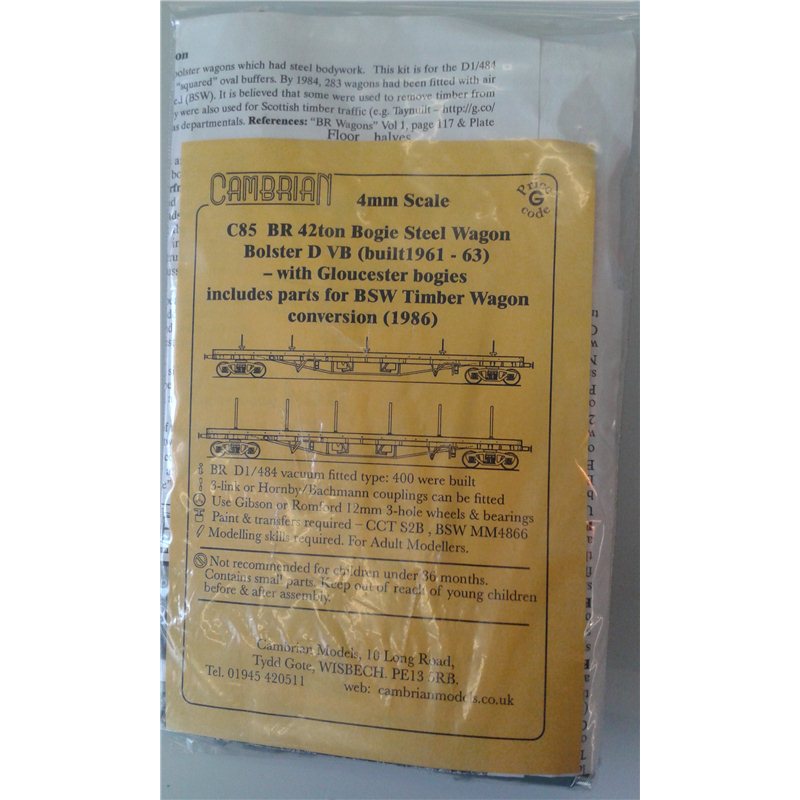 on
bolster wagons which had steel bodywork. This kit is for the D1/484
"squared" oval buffers. By 1984, 283 wagons had been fitted with air
(BSW). It is believed that some were used to remove timber from
y were also used for Scottish timber traffic (e.g. Taynuilt – http://g.co/
as departmentals. References: "BR Wagons" Vol 1, page 117 & Plate
Floor halves
CAMBRIAN
4mm Scale
Price G code
C85 BR 42ton Bogie Steel Wagon
Bolster D VB (built1961 - 63)
– with Gloucester bogies
includes parts for BSW Timber Wagon
conversion (1986)
BR D1/484 vacuum fitted type: 400 were built
3-link or Hornby/Bachmann couplings can be fitted
Use Gibson or Romford 12mm 3-hole wheels & bearings
Paint & transfers required – CCT S2B , BSW MM4866
Modelling skills required. For Adult Modellers.
Not recommended for children under 36 months.
Contains small parts. Keep out of reach of young children
before & after assembly.
Cambrian Models, 10 Long Road,
Tydd Gote, WISBECH. PE13 5RB.
Tel. 01945 420511
web: cambrianmodels.co.uk